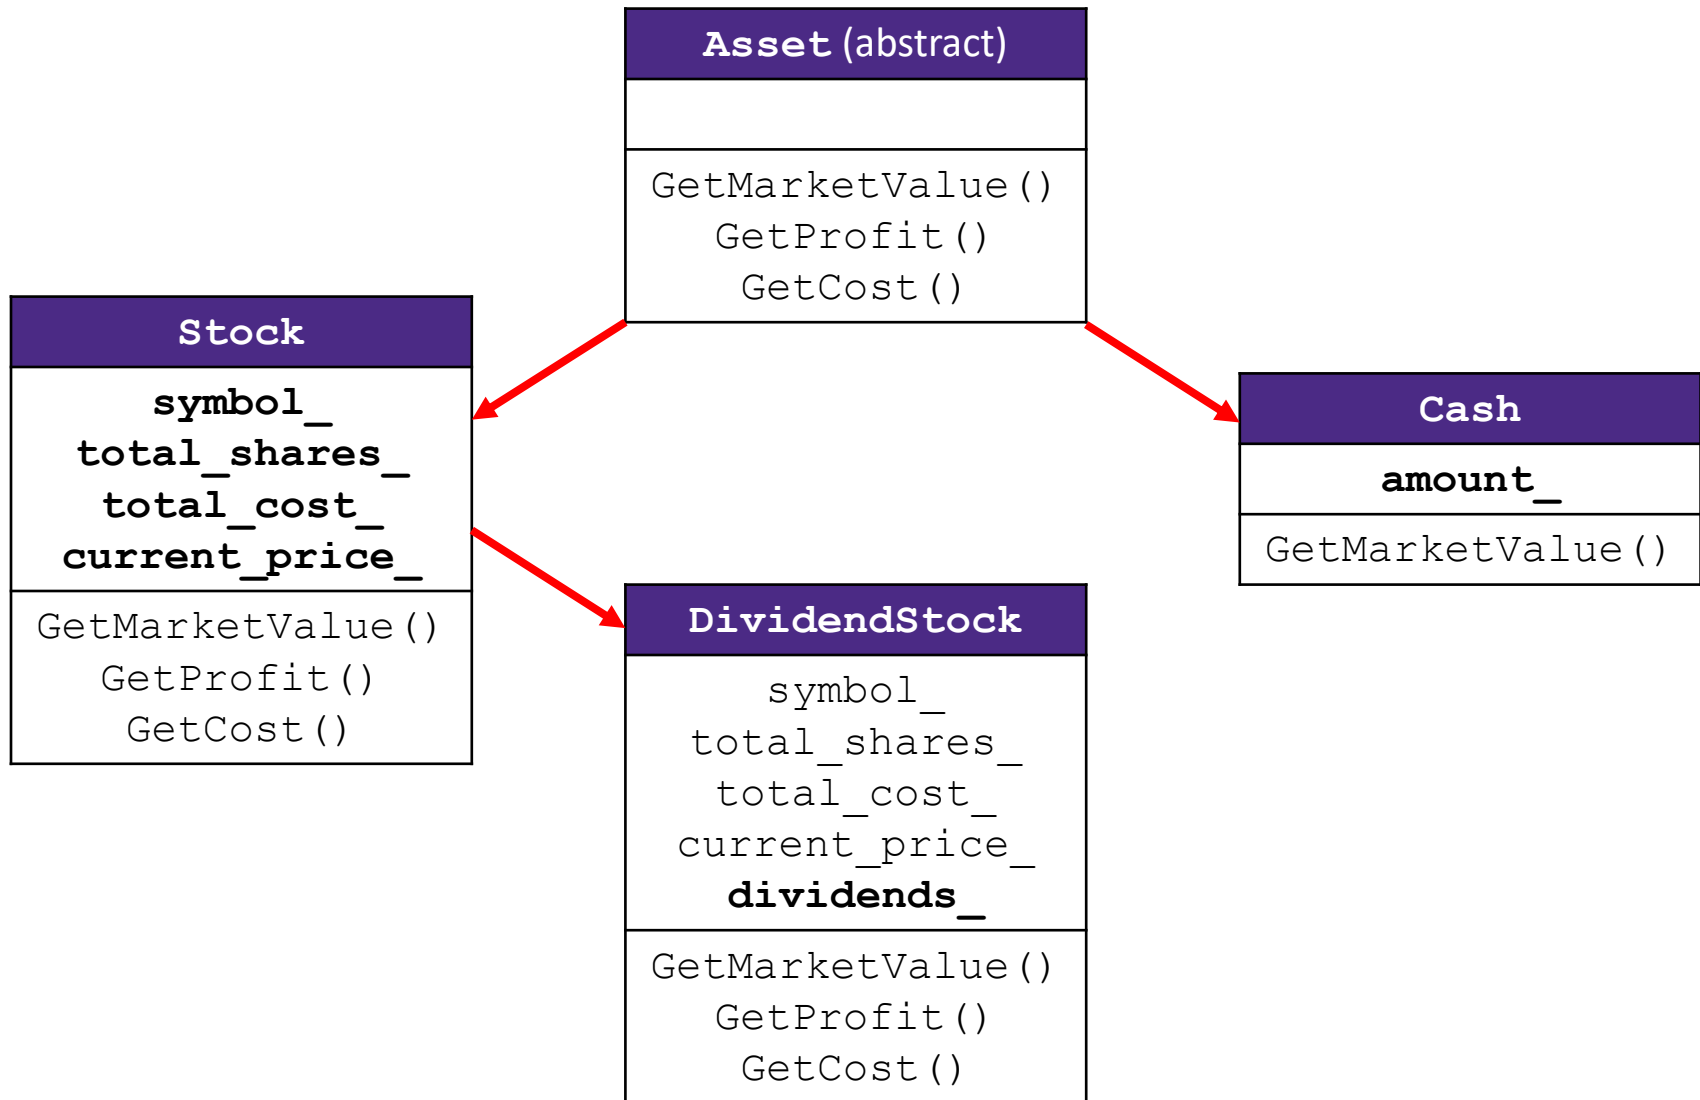 Asset (abstract)
GetMarketValue()
GetProfit()
GetCost()
Stock
symbol_
total_shares_
total_cost_
current_price_
GetMarketValue()
GetProfit()
GetCost()
Cash
amount_
GetMarketValue()
DividendStock
symbol_
total_shares_
total_cost_
current_price_
dividends_
GetMarketValue()
GetProfit()
GetCost()